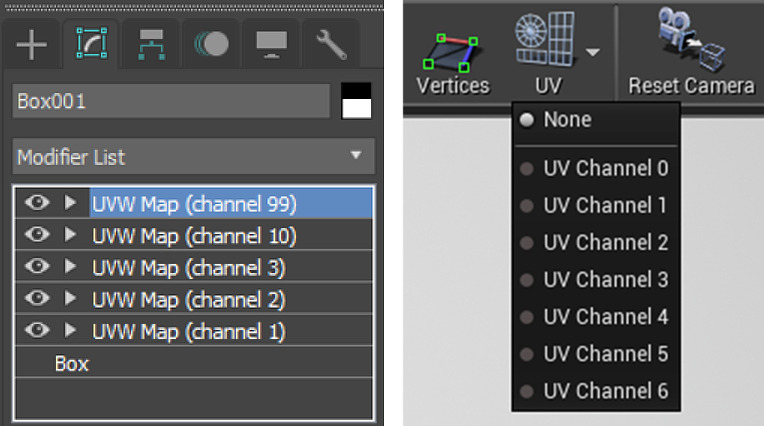 Box001
Modifier List
UVW Map (channel 99)
UVW Map (channel 10)
UVW Map (channel 3)
UVW Map (channel 2)
UVW Map (channel 1)
Box
Vertices
UV
Reset Camera
None
UV Channel 0
UV Channel 1
UV Channel 2
UV Channel 3
UV Channel 4
UV Channel 5
UV Channel 6